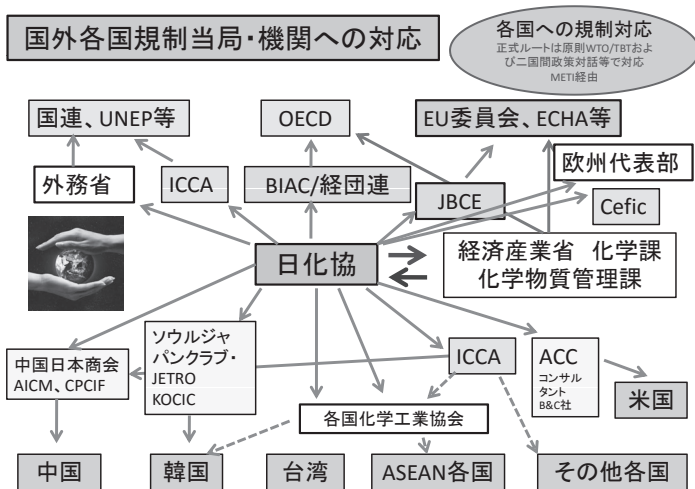 国外各国規制当局・機関への対応
各国への規制対応
正式ルートは原則WTO/TBTおよ
び二国間政策対話等で対応
METI経由
国連、UNEP等
OECD
EU委員会、ECHA等
外務省
ICCA
BIAC/経団連
JBCE
欧州代表部
Cefic
日化協
経済産業省 化学課
化学物質管理課
中国日本商会
AICM、CPCIF
ソウルジャ
パンクラブ・
JETRO
KOCIC
ICCA
ACC
コンサル
タント
B&C社
米国
各国化学工業協会
中国
韓国
台湾
ASEAN各国
その他各国